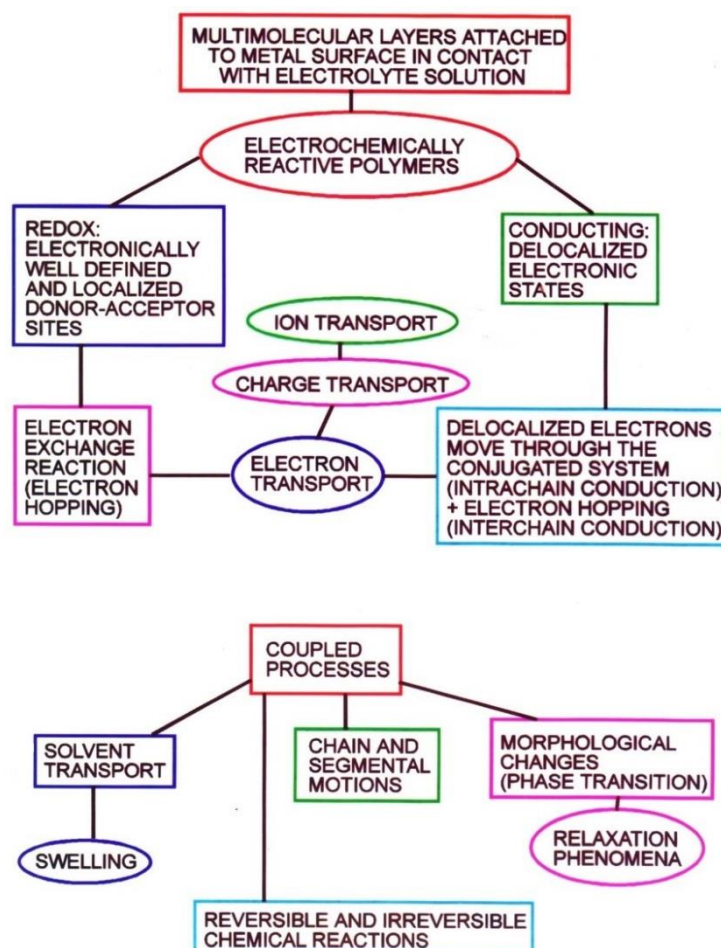 MULTIMOLECULAR LAYERS ATTACHED
TO METAL SURFACE IN CONTACT
WITH ELECTROLYTE SOLUTION
ELECTROCHEMICALLY
REACTIVE POLYMERS
REDOX:
ELECTRONICALLY
WELL DEFINED
AND LOCALIZED
DONOR-ACCEPTOR
SITES
CONDUCTING:
DELOCALIZED
ELECTRONIC
STATES
ION TRANSPORT
CHARGE TRANSPORT
ELECTRON
EXCHANGE
REACTION
(ELECTRON
HOPPING)
ELECTRON
TRANSPORT
DELOCALIZED ELECTRONS
MOVE THROUGH THE
CONJUGATED SYSTEM
(INTRACHAIN CONDUCTION)
+ ELECTRON HOPPING
(INTERCHAIN CONDUCTION)
COUPLED
PROCESSES
SOLVENT
TRANSPORT
CHAIN AND
SEGMENTAL
MOTIONS
MORPHOLOGICAL
CHANGES
(PHASE TRANSITION)
SWELLING
RELAXATION
PHENOMENA
REVERSIBLE AND IRREVERSIBLE
CHEMICAL REACTIONS